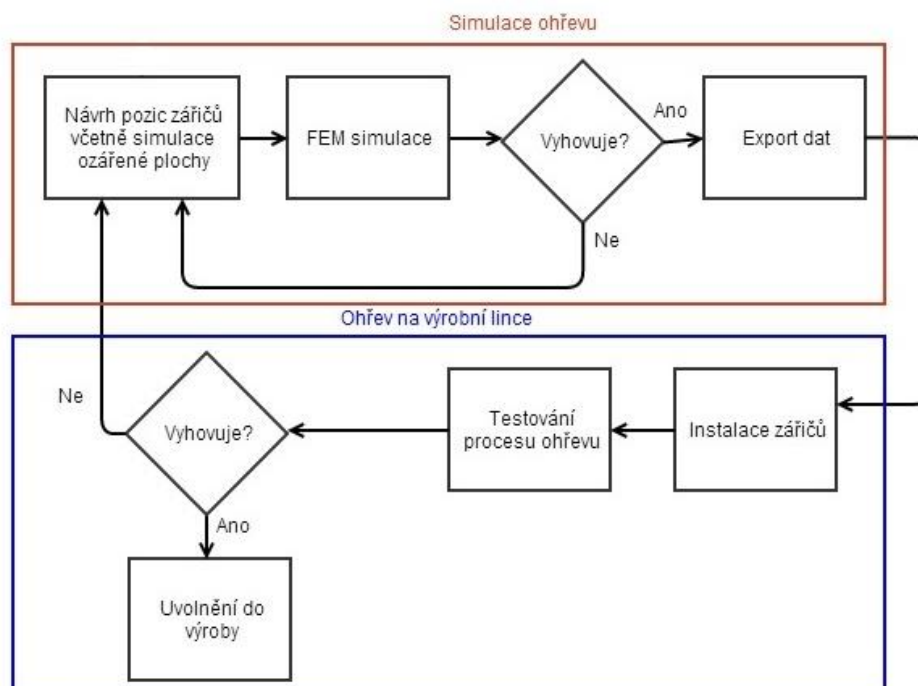 Simulace ohřevu
Návrh pozic zářičů
včetně simulace
ozářené plochy
FEM simulace
Vyhovuje?
Ano
Export dat
Ne
Ohřev na výrobní lince
Ne
Vyhovuje?
Testování
procesu ohřevu
Instalace zářičů
Ano
Uvolnění do
výroby